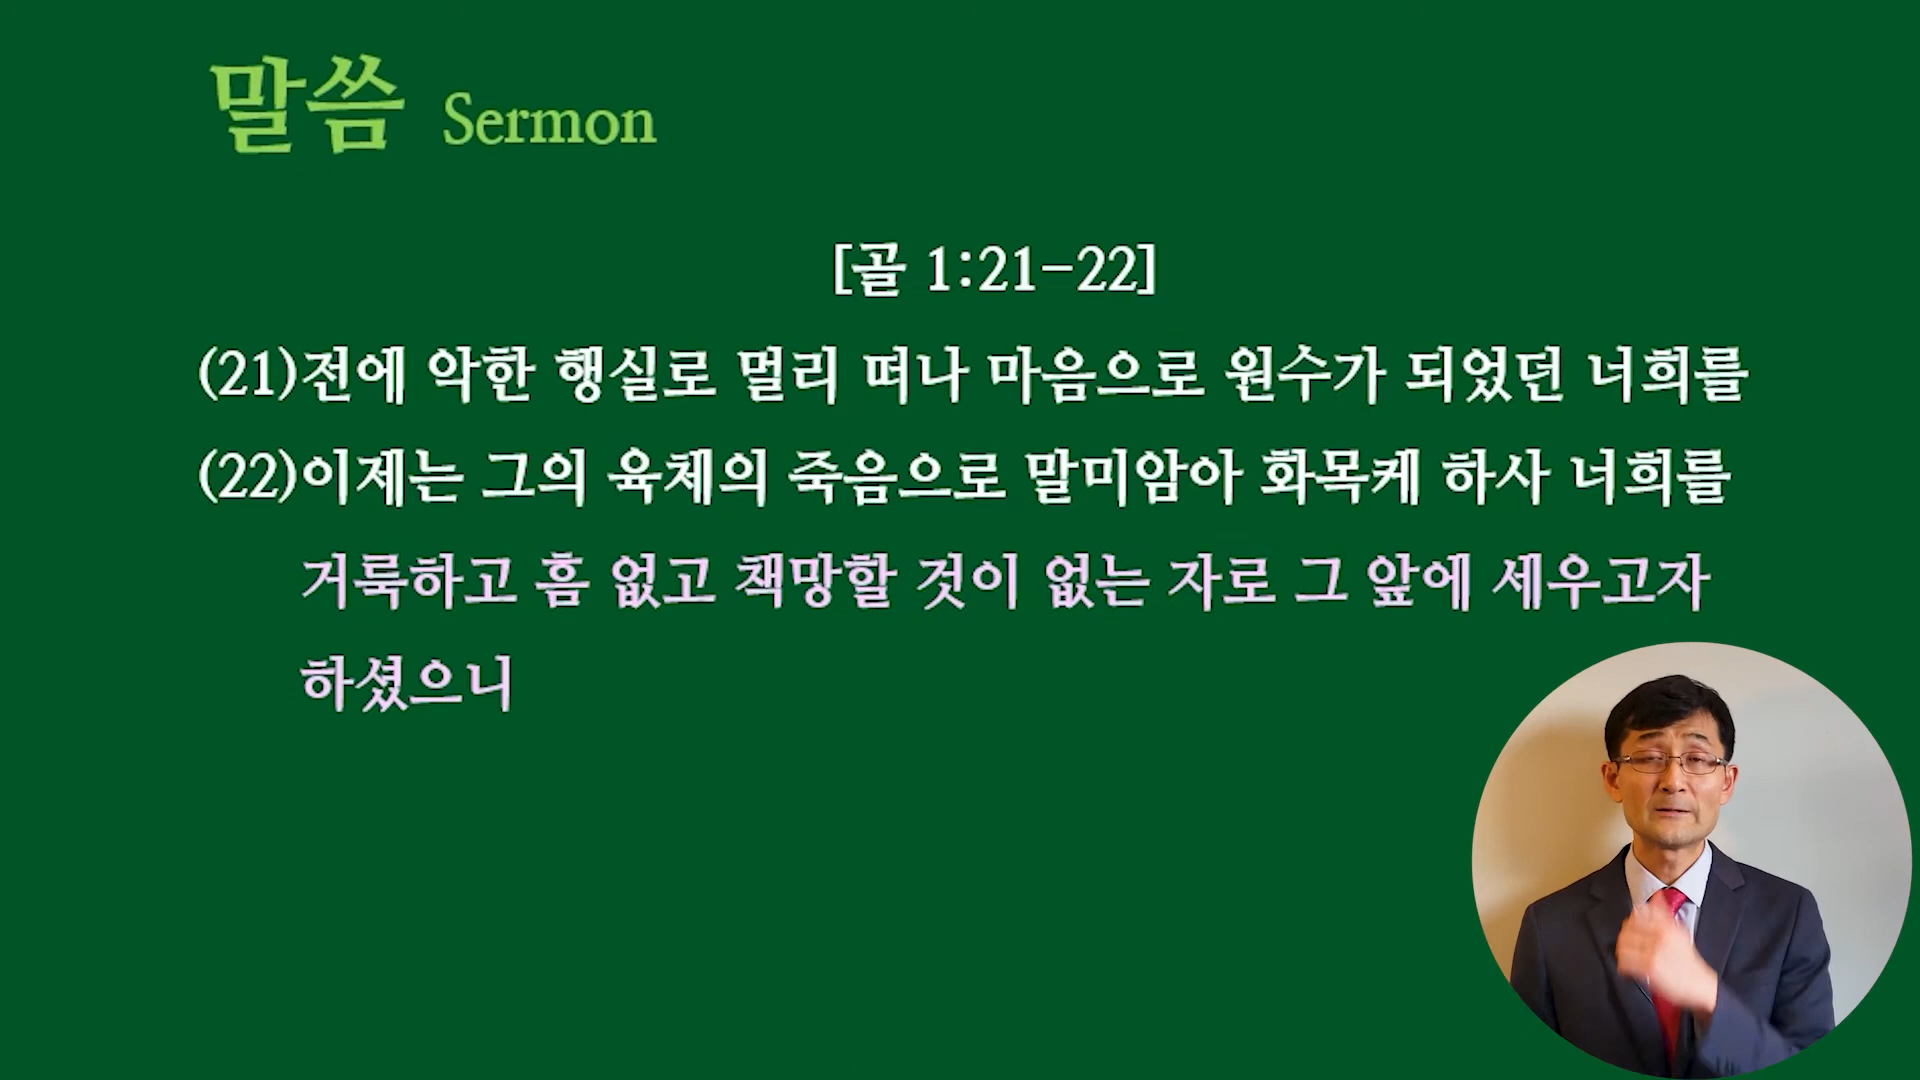 말씀 Sermon
[골 1:21-22]
(21)전에 악한 행실로 멀리 떠나 마음으로 원수가 되었던 너희를
(22)이제는 그의 육체의 죽음으로 말미암아 화목케 하사 너희를
거룩하고 흠 없고 책망할 것이 없는 자로 그 앞에 세우고자
하셨으니